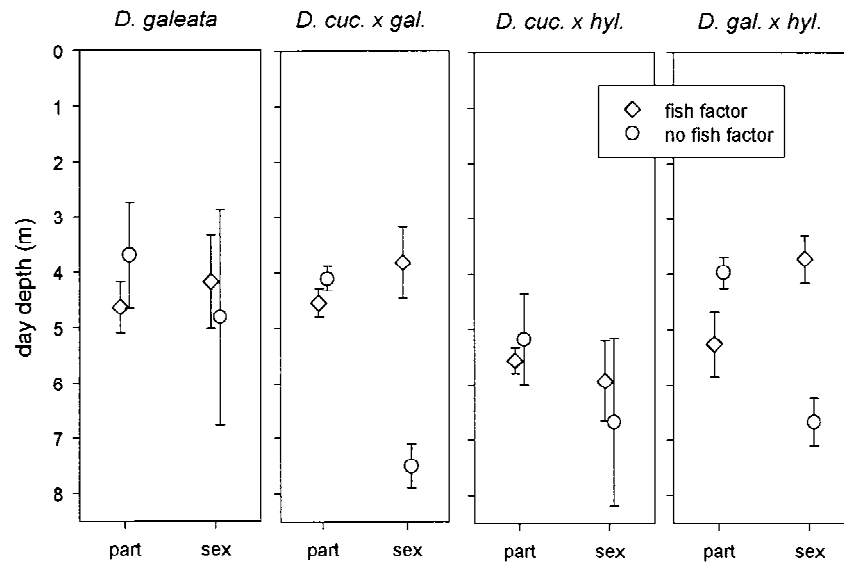 D. galeata
D. cuc. x gal.
D. cuc. x hyl.
D. gal. x hyl.
fish factor
no fish factor
day depth (m)
0
1
2
3
4
5
6
7
8
part
sex
part
sex
part
sex
part
sex